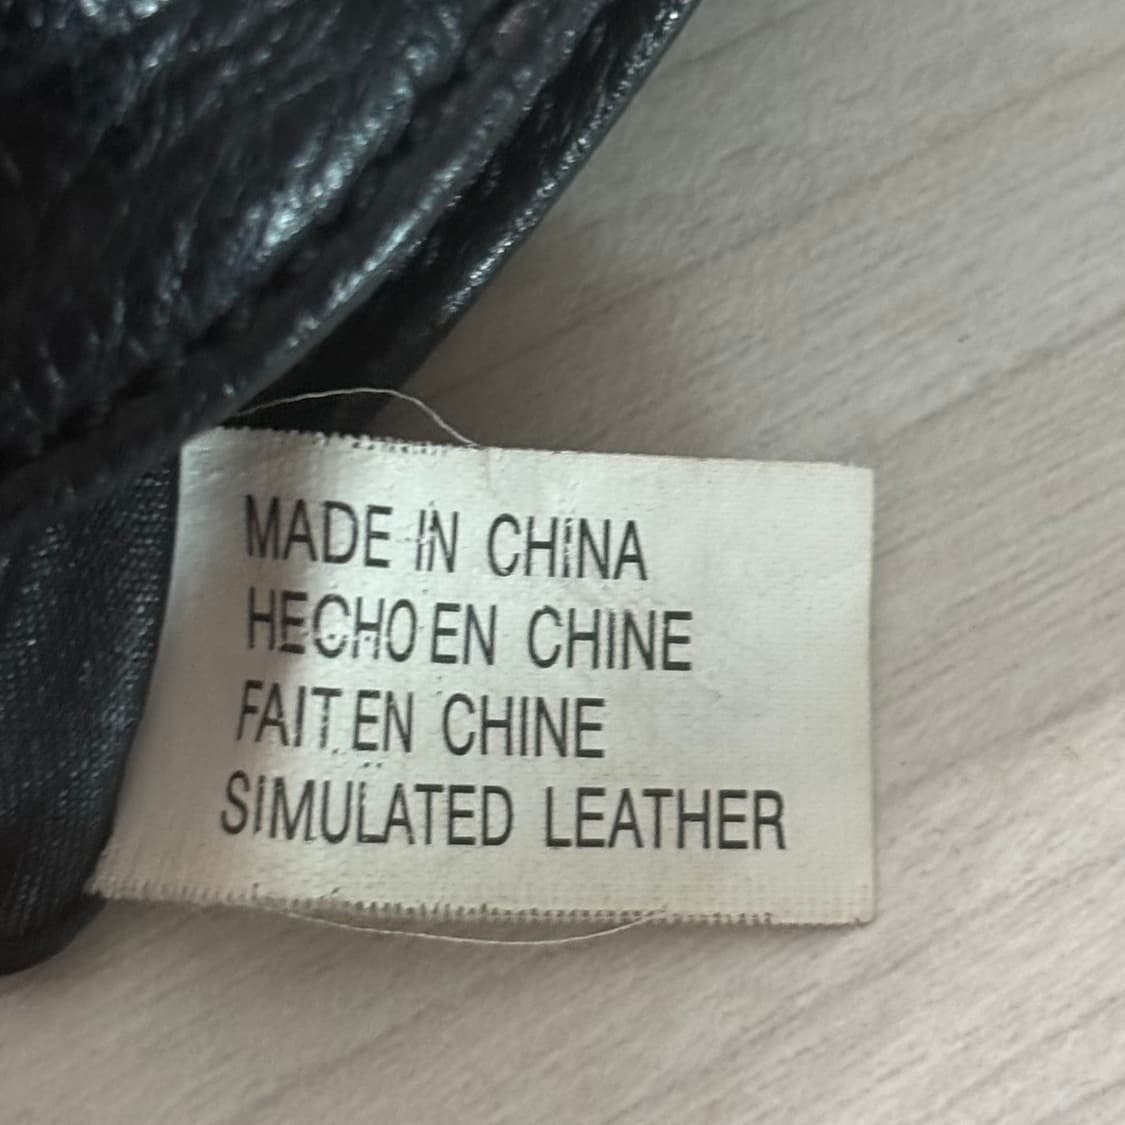 MADE IN CHINA
HECHO EN CHINE
FAIT EN CHINE
SIMULATED LEATHER